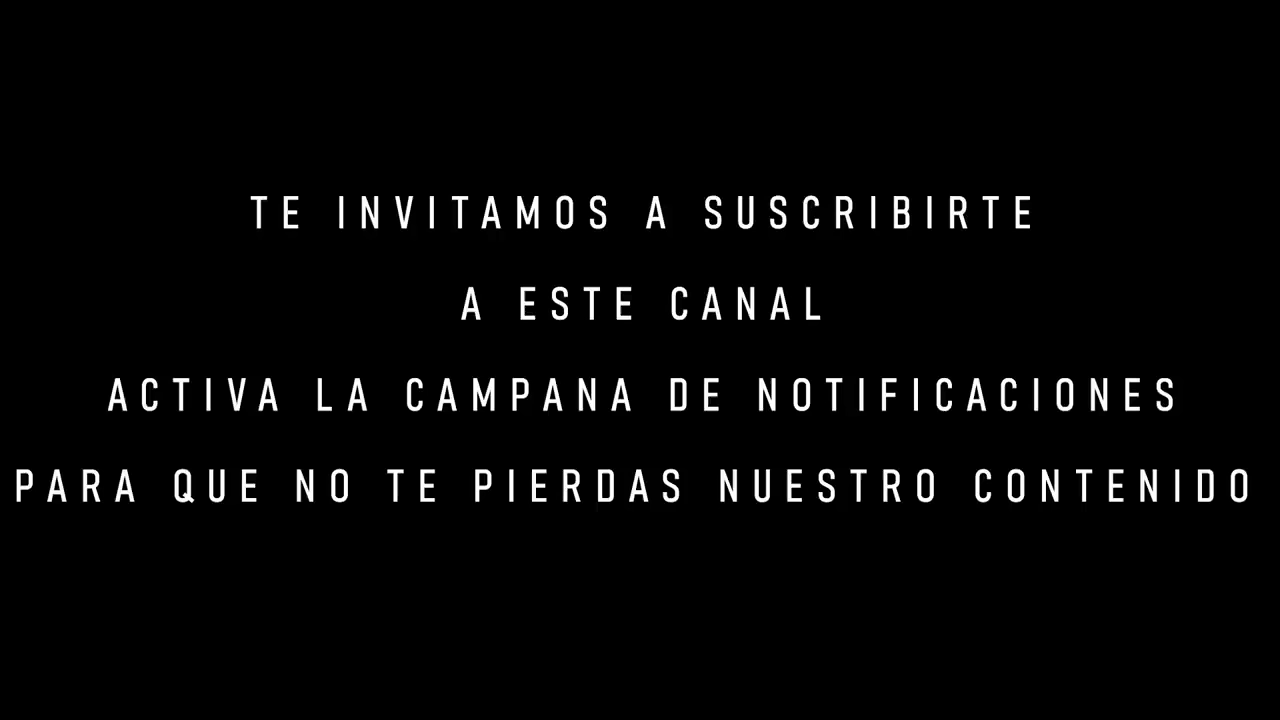 TE INVITAMOS A SUSCRIBIRTE
A ESTE CANAL
ACTIVA LA CAMPANA DE NOTIFICACIONES
PARA QUE NO TE PIERDAS NUESTRO CONTENIDO